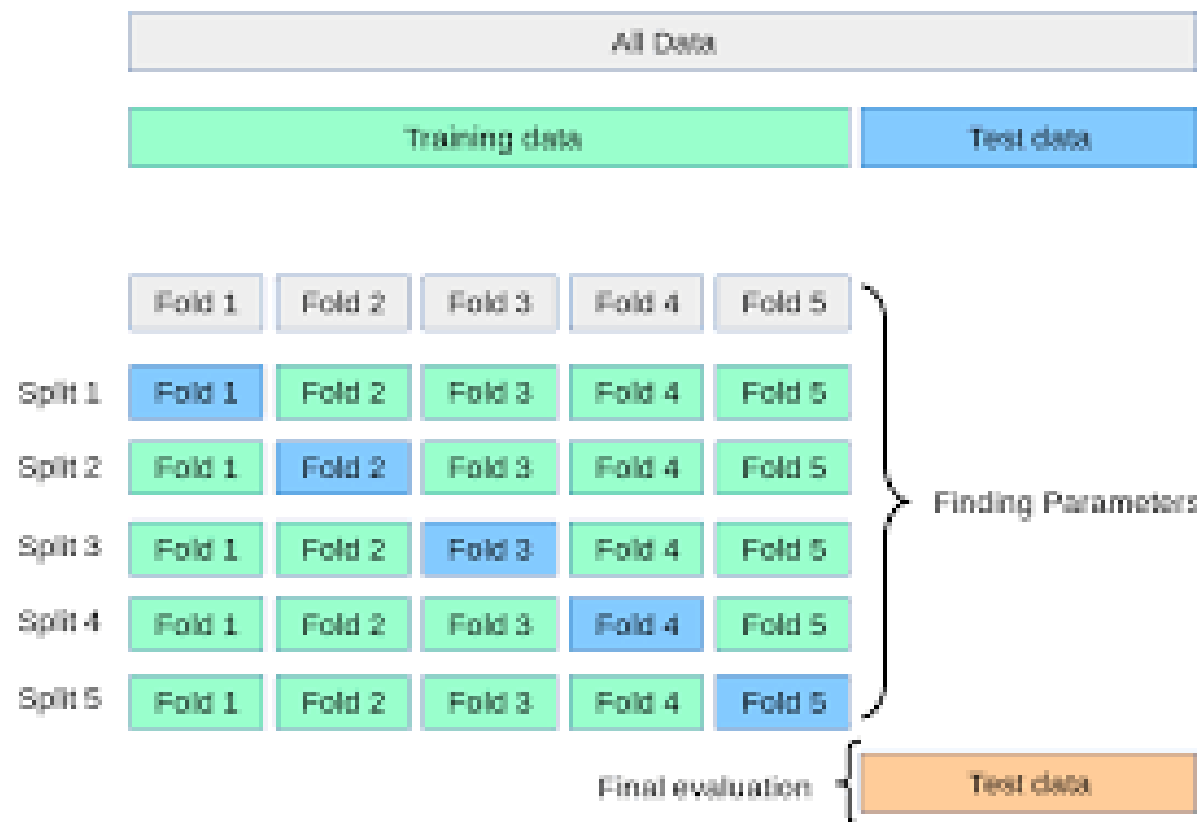 All Data
Training data Test data
Fold 1 Fold 2 Fold 3 Fold 4 Fold 5
Split 1 Fold 1 Fold 2 Fold 3 Fold 4 Fold 5
Split 2 Fold 1 Fold 2 Fold 3 Fold 4 Fold 5
Finding Parameters
Split 3 Fold 1 Fold 2 Fold 3 Fold 4 Fold 5
Split 4 Fold 1 Fold 2 Fold 3 Fold 4 Fold 5
Split 5 Fold 1 Fold 2 Fold 3 Fold 4 Fold 5
Final evaluation Test data